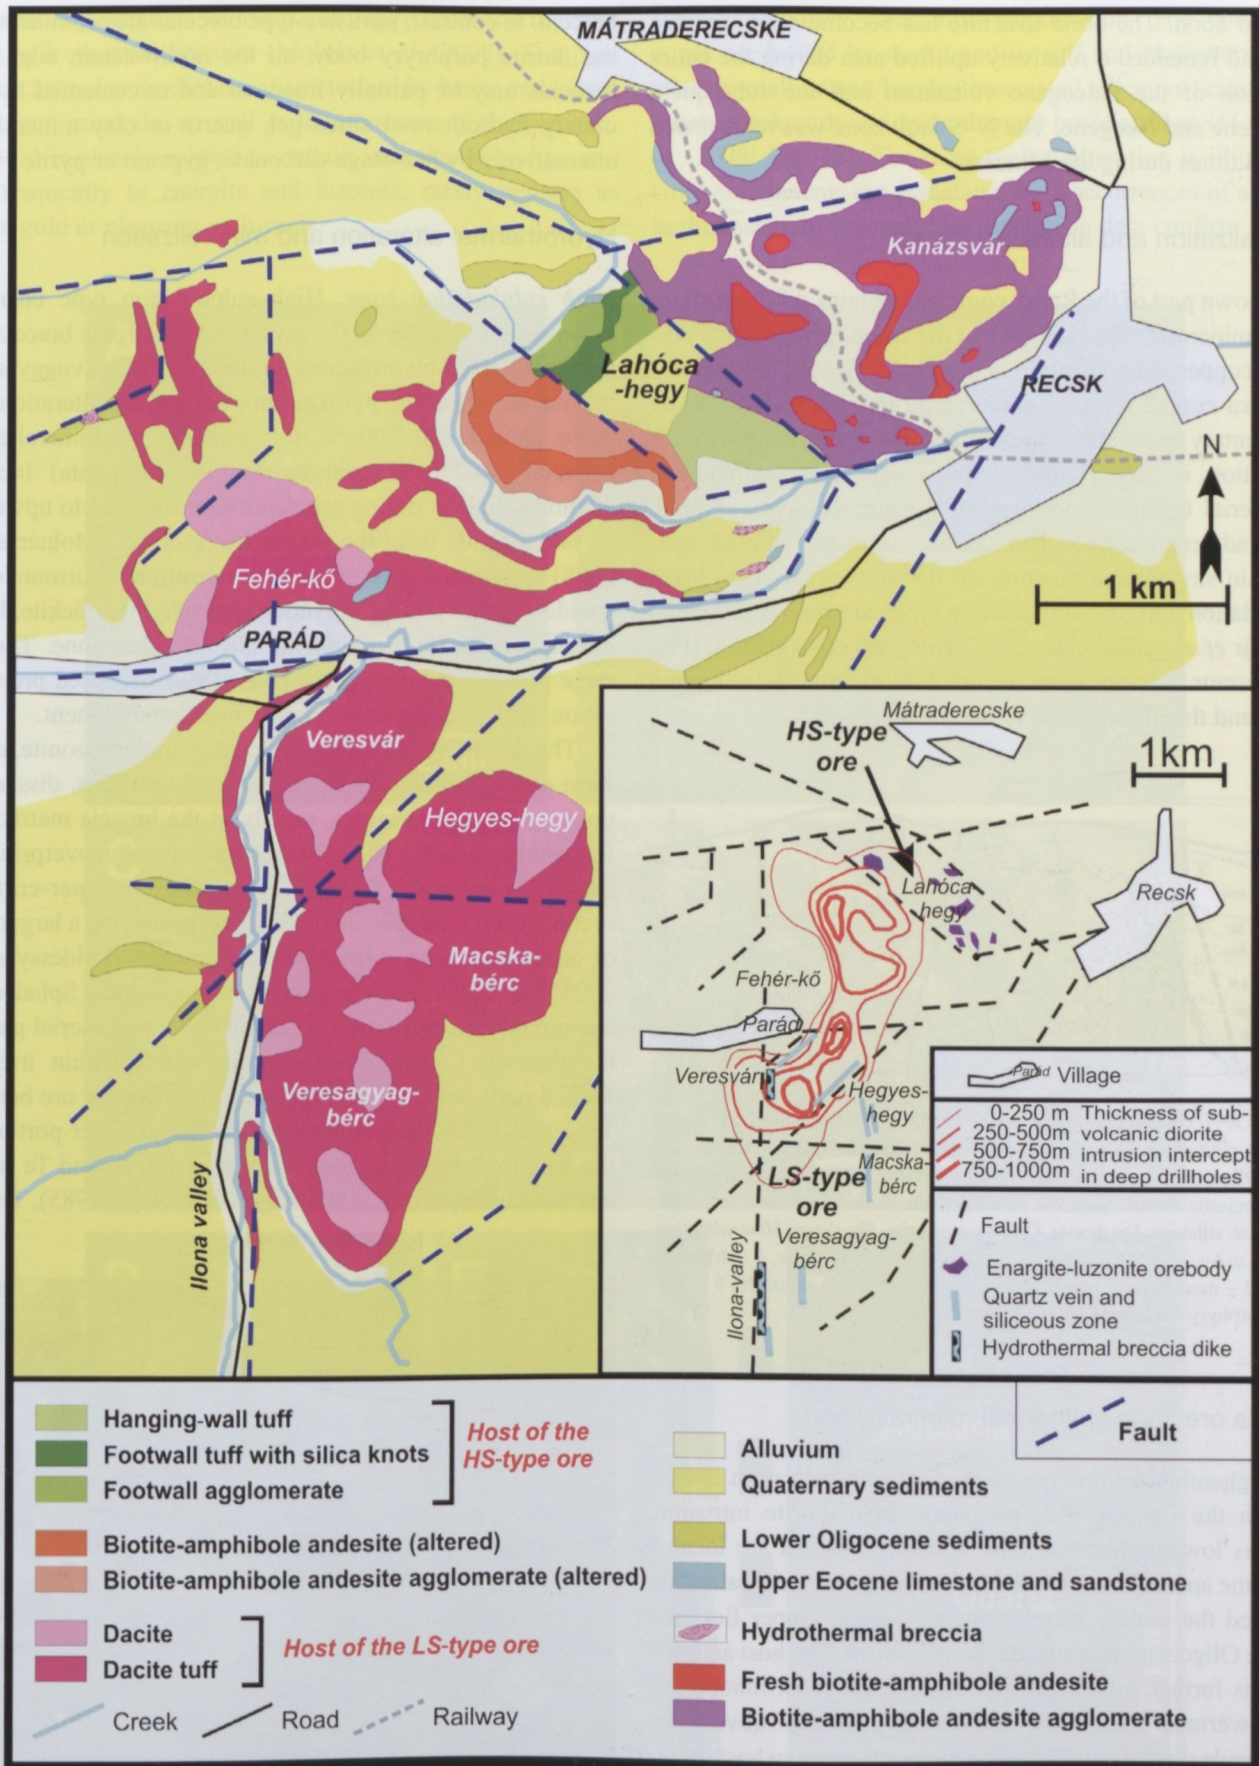 MÁTRADERECSKE
Kanázsvár
Lahóca
-hegy
RECSK
N
1 km
Fehér-kő
PARÁD
Veresvár
Hegyes-hegy
Macska-
bérc
Veresagyag-
bérc
Ilona valley
Mátraderecske
HS-type
ore
1km
Lahóca
hegy
Recsk
Fehér-kő
Parád
Veresvár
Hegyes-
hegy
Macska-
bérc
LS-type
ore
Veresagyag-
bérc
Ilona-valley
Parád Village
0-250 m Thickness of sub-
250-500m volcanic diorite
500-750m intrusion intercept
750-1000m in deep drillholes
Fault
Enargite-luzonite orebody
Quartz vein and
siliceous zone
Hydrothermal breccia dike
Hanging-wall tuff
Footwall tuff with silica knots
Footwall agglomerate
Host of the
HS-type ore
Biotite-amphibole andesite (altered)
Biotite-amphibole andesite agglomerate (altered)
Dacite
Dacite tuff
Host of the LS-type ore
Creek
Road
Railway
Alluvium
Quaternary sediments
Lower Oligocene sediments
Upper Eocene limestone and sandstone
Hydrothermal breccia
Fresh biotite-amphibole andesite
Biotite-amphibole andesite agglomerate
Fault